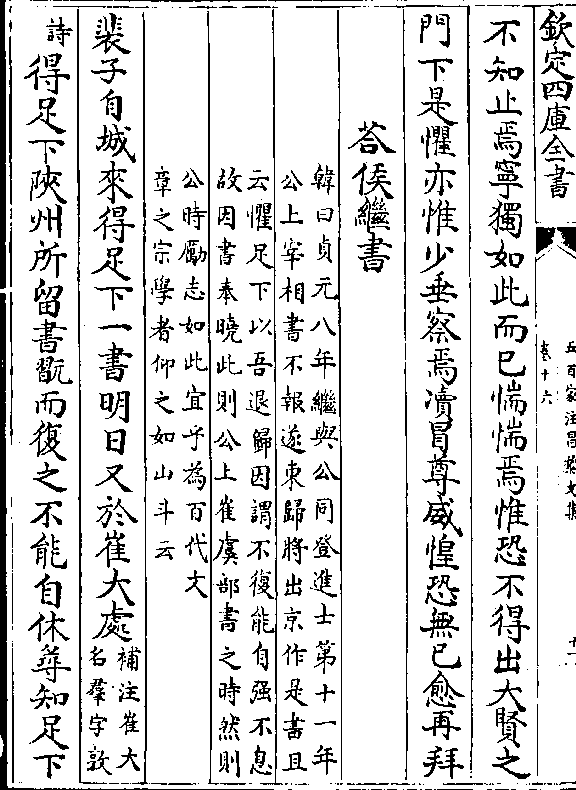 欽定四庫全書
五百家注昌黎文集
卷十六
十一
不知止焉寧獨如此而已惴惴焉惟恐不得出大賢之
門下是懼亦惟少垂察焉瀆冒尊威惶恐無已愈再拜
荅侯繼書
韓曰貞元八年繼與公同登進士第十一年
公上宰相書不報遂東歸將出京作是書且
云懼足下以吾退歸因謂不復能自强不息
故因書奉曉此則公上崔虞部書之時然則
公時勵志如此宜乎為百代文
章之宗學者仰之如山斗云
裴子自城來得足下一書明日又於崔大處
補注崔大
名羣字敦
詩
得足下陝州所留書翫而復之不能自休尋知足下